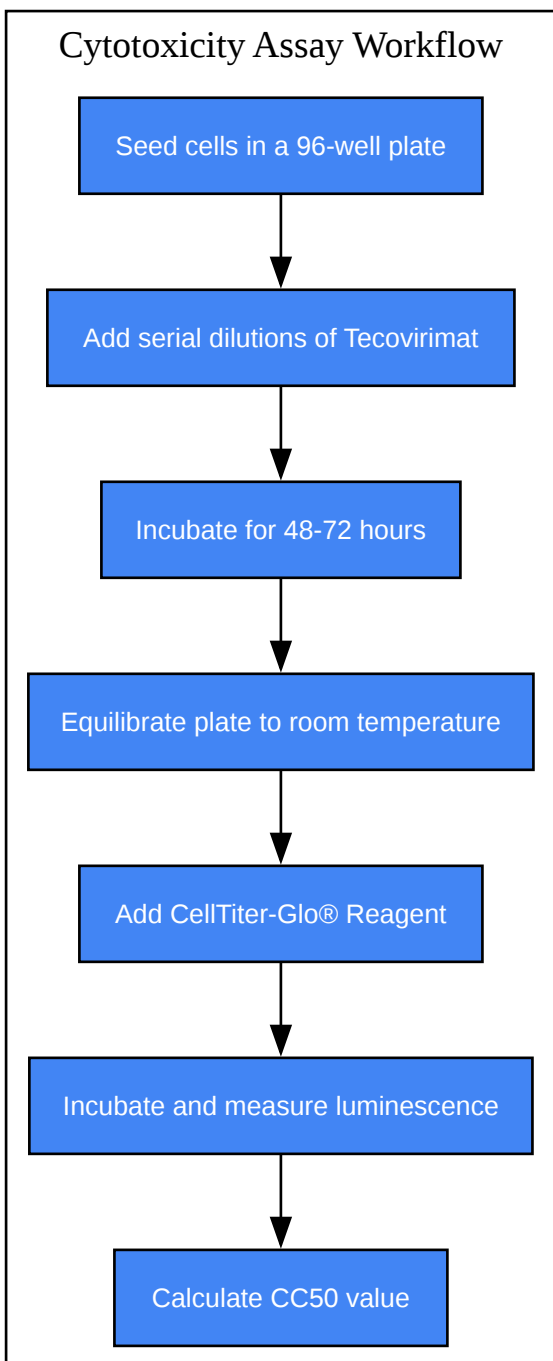 Cytotoxicity Assay Workflow
Seed cells in a 96-well plate
Add serial dilutions of Tecovirimat
Incubate for 48-72 hours
Equilibrate plate to room temperature
Add CellTiter-Glo® Reagent
Incubate and measure luminescence
Calculate CC50 value